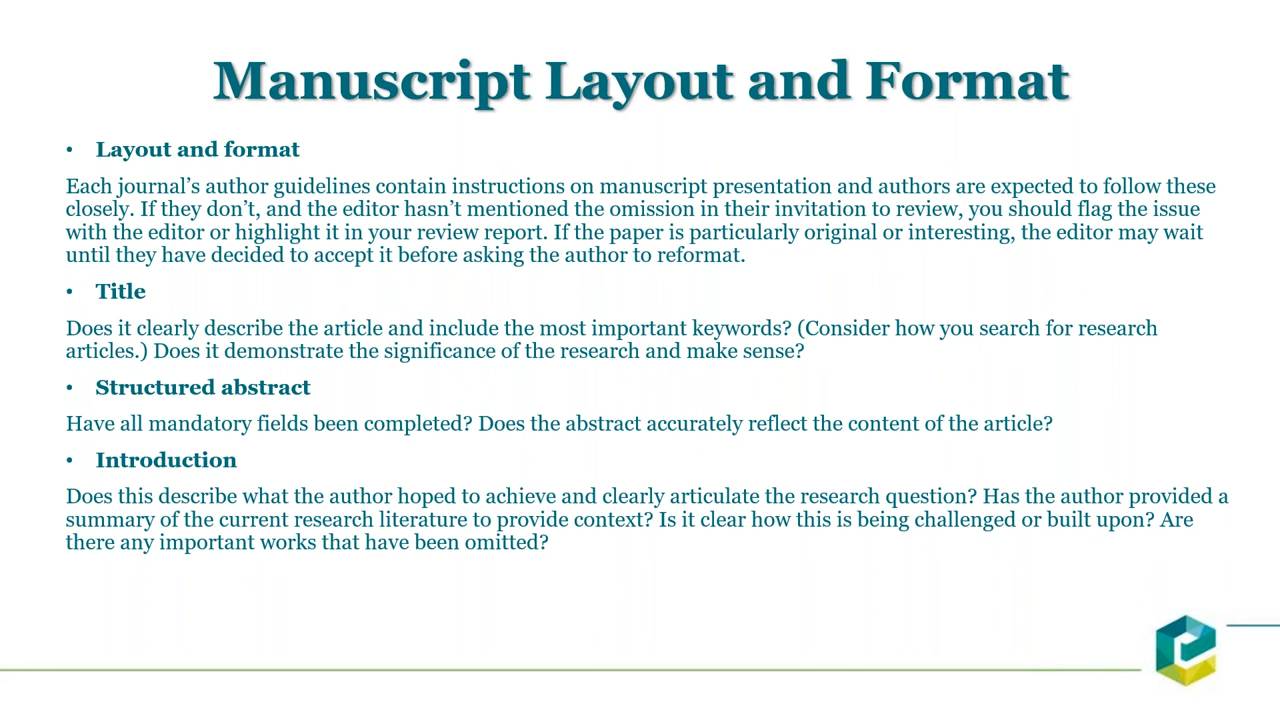 Manuscript Layout and Format
• Layout and format
Each journal’s author guidelines contain instructions on manuscript presentation and authors are expected to follow these
closely. If they don’t, and the editor hasn’t mentioned the omission in their invitation to review, you should flag the issue
with the editor or highlight it in your review report. If the paper is particularly original or interesting, the editor may wait
until they have decided to accept it before asking the author to reformat.
• Title
Does it clearly describe the article and include the most important keywords? (Consider how you search for research
articles.) Does it demonstrate the significance of the research and make sense?
• Structured abstract
Have all mandatory fields been completed? Does the abstract accurately reflect the content of the article?
• Introduction
Does this describe what the author hoped to achieve and clearly articulate the research question? Has the author provided a
summary of the current research literature to provide context? Is it clear how this is being challenged or built upon? Are
there any important works that have been omitted?